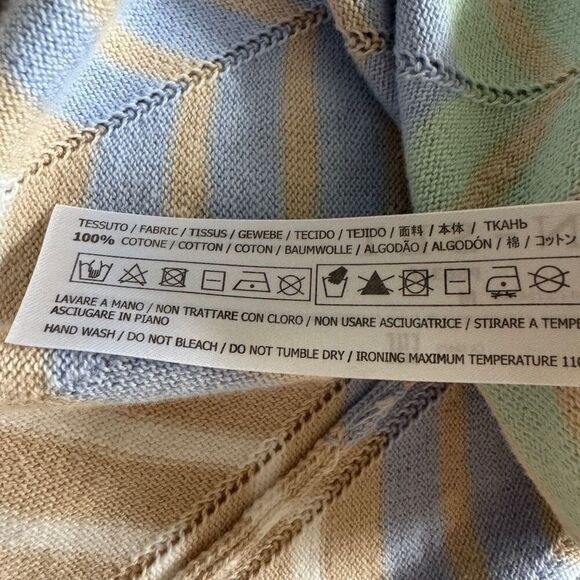 TESSUTO / FABRIC / TISSUS / GEWEBE / TECIDO / TEJIDO / 面料 / 本体 / ТКАНЬ
100% COTONE / COTTON / COTON / BAUMWOLLE / ALGODÃO / ALGODÓN / 棉 / コットン
LAVARE A MANO / NON TRATTARE CON CLORO / NON USARE ASCIUGATRICE / STIRARE A TEMPE
ASCIUGARE IN PIANO
HAND WASH / DO NOT BLEACH / DO NOT TUMBLE DRY / IRONING MAXIMUM TEMPERATURE 110